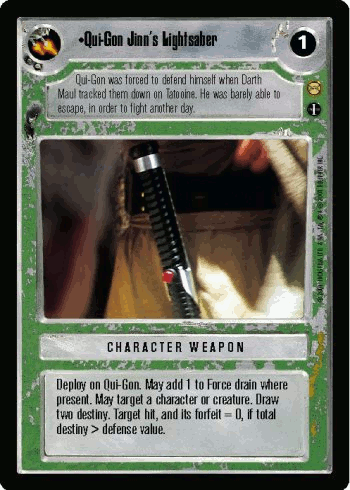 •Qui-Gon Jinn's Lightsaber
1
Qui-Gon was forced to defend himself when Darth
Maul tracked them down on Tatooine. He was barely able to
escape, in order to fight another day.
CHARACTER WEAPON
Deploy on Qui-Gon. May add 1 to Force drain where
present. May target a character or creature. Draw
two destiny. Target hit, and its forfeit = 0, if total
destiny > defense value.